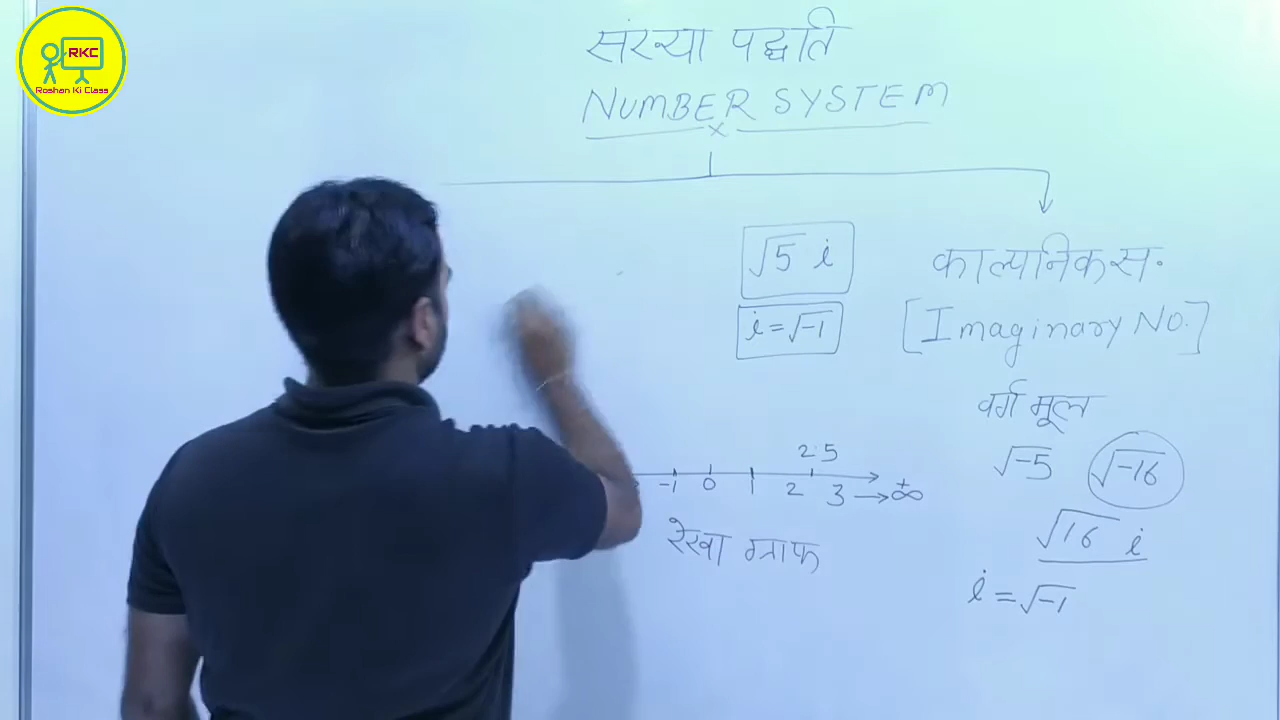 RKC
Roshan Ki Class
संख्या पद्धति
NUMBER SYSTEM
×
√5 i
i = √-1
काल्पनिक स.
[Imaginary No.]
वर्ग मूल
√-5 √-16
√16 i
i = √-1
2.5
-1 0 1 2 3 → +∞
रेखा ग्राफ